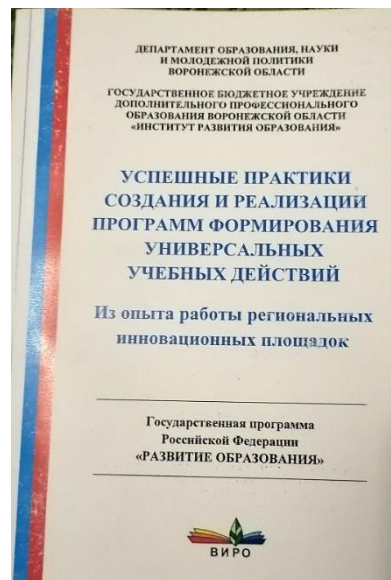 ДЕПАРТАМЕНТ ОБРАЗОВАНИЯ, НАУКИ
И МОЛОДЕЖНОЙ ПОЛИТИКИ
ВОРОНЕЖСКОЙ ОБЛАСТИ
ГОСУДАРСТВЕННОЕ БЮДЖЕТНОЕ УЧРЕЖДЕНИЕ
ДОПОЛНИТЕЛЬНОГО ПРОФЕССИОНАЛЬНОГО
ОБРАЗОВАНИЯ ВОРОНЕЖСКОЙ ОБЛАСТИ
«ИНСТИТУТ РАЗВИТИЯ ОБРАЗОВАНИЯ»
УСПЕШНЫЕ ПРАКТИКИ
СОЗДАНИЯ И РЕАЛИЗАЦИИ
ПРОГРАММ ФОРМИРОВАНИЯ
УНИВЕРСАЛЬНЫХ
УЧЕБНЫХ ДЕЙСТВИЙ
Из опыта работы региональных
инновационных площадок
Государственная программа
Российской Федерации
«РАЗВИТИЕ ОБРАЗОВАНИЯ»
ВИРО